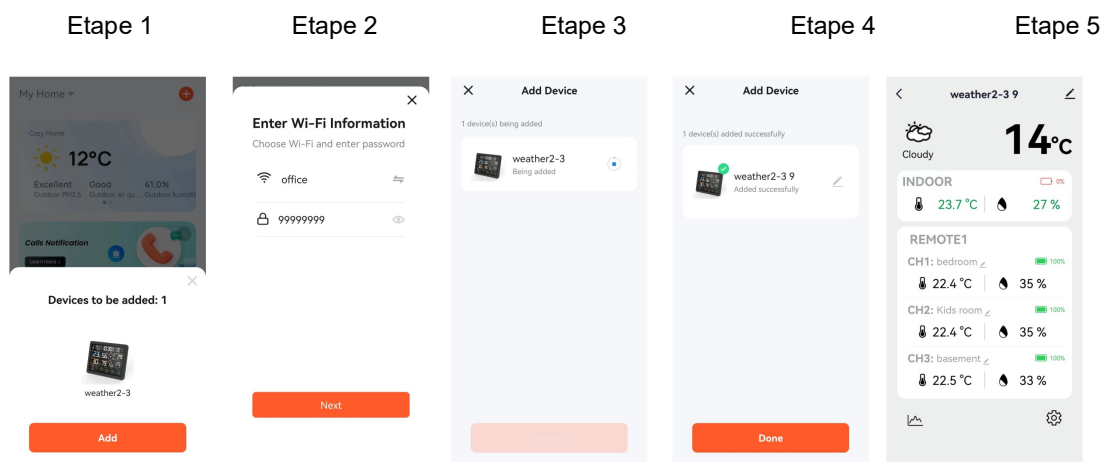 Etape 1
Etape 2
Etape 3
Etape 4
Etape 5
My Home
Cozy Home
12°C
Excellent
Good
41.0%
Outdoor PM2.5
Outdoor air qu...
Outdoor humidit
Calls Notification
Learn more >
Devices to be added: 1
weather2-3
Add
Enter Wi-Fi Information
Choose Wi-Fi and enter password
office
99999999
Next
Add Device
1 device(s) being added
weather2-3
Being added
Done
Add Device
1 device(s) added successfully
weather2-3 9
Added successfully
Done
weather2-3 9
Cloudy
14°C
INDOOR
0%
23.7 °C
27 %
REMOTE1
CH1: bedroom
100%
22.4 °C
35 %
CH2: Kids room
100%
22.4 °C
35 %
CH3: basement
100%
22.5 °C
33 %